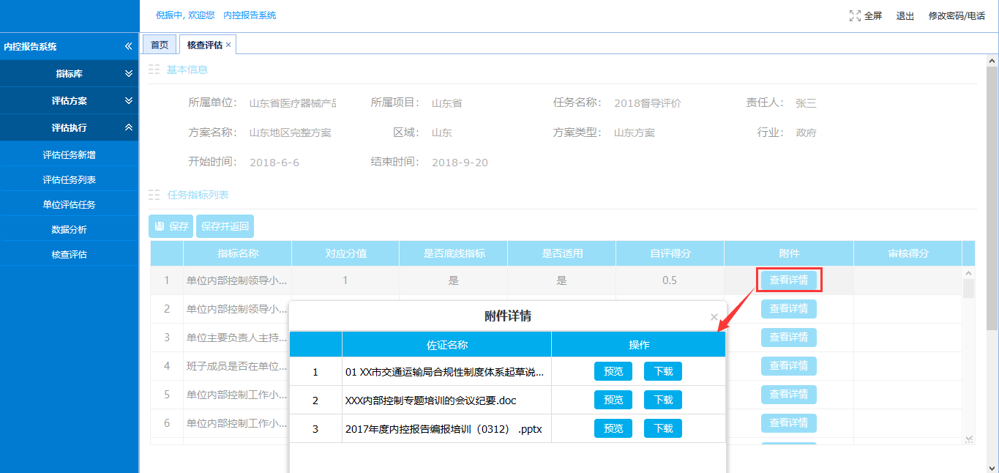 倪振中, 欢迎您 内控报告系统
全屏 退出 修改密码/电话
内控报告系统
首页 核查评估
指标库
评估方案
评估执行
评估任务新增
评估任务列表
单位评估任务
数据分析
核查评估
基本信息
所属单位： 山东省医疗器械产品 所属项目： 山东省 任务名称： 2018督导评价 责任人： 张三
方案名称： 山东地区完整方案 区域： 山东 方案类型： 山东方案 行业： 政府
开始时间： 2018-6-6 结束时间： 2018-9-20
任务指标列表
保存 保存并返回
指标名称 对应分值 是否底线指标 是否适用 自评得分 附件 审核得分
1 单位内部控制领导小... 1 是 是 0.5 查看详情
2 单位内部控制领导小... 查看详情
3 单位主要负责人主持... 查看详情
4 班子成员是否在单位... 查看详情
5 单位内部控制工作小... 查看详情
6 单位内部控制工作小... 查看详情
附件详情
佐证名称 操作
1 01 XX市交通运输局合规性制度体系起草说... 预览 下载
2 XXX内部控制专题培训的会议纪要.doc 预览 下载
3 2017年度内控报告编报培训（0312） .pptx 预览 下载